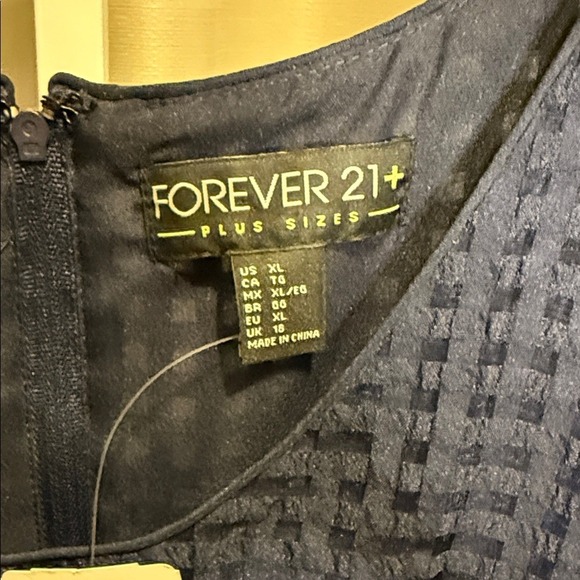 FOREVER 21+
PLUS SIZES
US XL
CA TG
MX XL/EG
BR GG
EU XL
UK 18
MADE IN CHINA